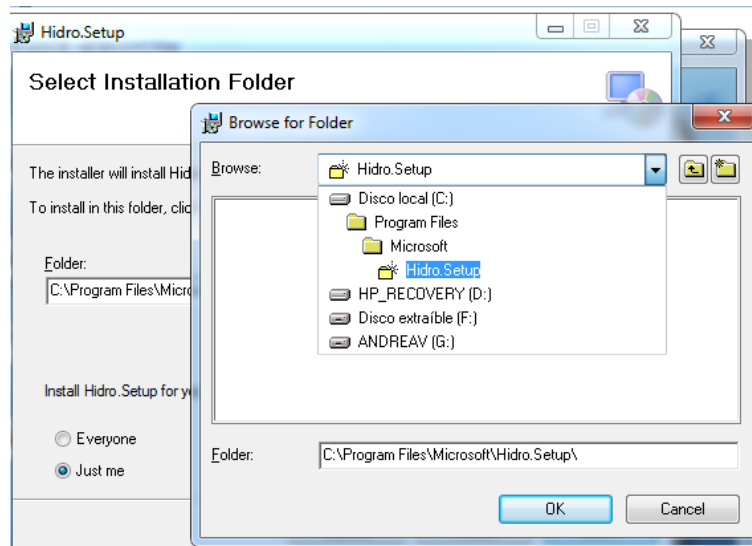 Hidro.Setup
Select Installation Folder
Browse for Folder
The installer will install Hid
To install in this folder, clic
Folder:
C:\Program Files\Micro
Install Hidro.Setup for yo
Everyone
Just me
Browse:
Hidro.Setup
Disco local (C:)
Program Files
Microsoft
Hidro.Setup
HP_RECOVERY (D:)
Disco extraíble (F:)
ANDREAV (G:)
Folder:
C:\Program Files\Microsoft\Hidro.Setup\
OK
Cancel